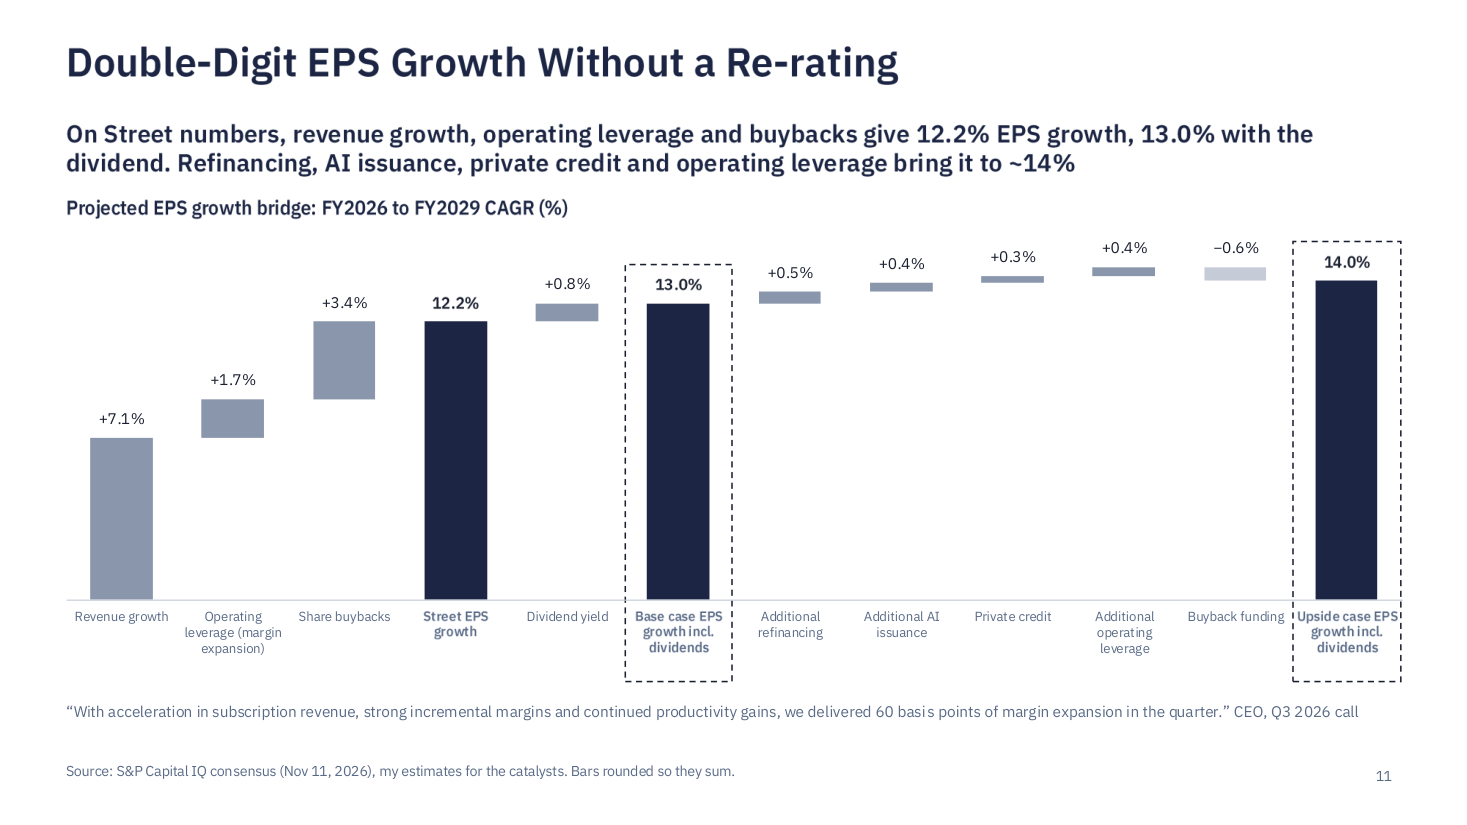 Double-Digit EPS Growth Without a Re-rating
On Street numbers, revenue growth, operating leverage and buybacks give 12.2% EPS growth, 13.0% with the
dividend. Refinancing, AI issuance, private credit and operating leverage bring it to ~14%
Projected EPS growth bridge: FY2026 to FY2029 CAGR (%)
+7.1%
+1.7%
+3.4%
12.2%
+0.8%
13.0%
+0.5%
+0.4%
+0.3%
+0.4%
−0.6%
14.0%
Revenue growth
Operating
leverage (margin
expansion)
Share buybacks
Street EPS
growth
Dividend yield
Base case EPS
growth incl.
dividends
Additional
refinancing
Additional AI
issuance
Private credit
Additional
operating
leverage
Buyback funding
Upside case EPS
growth incl.
dividends
“With acceleration in subscription revenue, strong incremental margins and continued productivity gains, we delivered 60 basis points of margin expansion in the quarter.” CEO, Q3 2026 call
Source: S&P Capital IQ consensus (Nov 11, 2026), my estimates for the catalysts. Bars rounded so they sum.
11